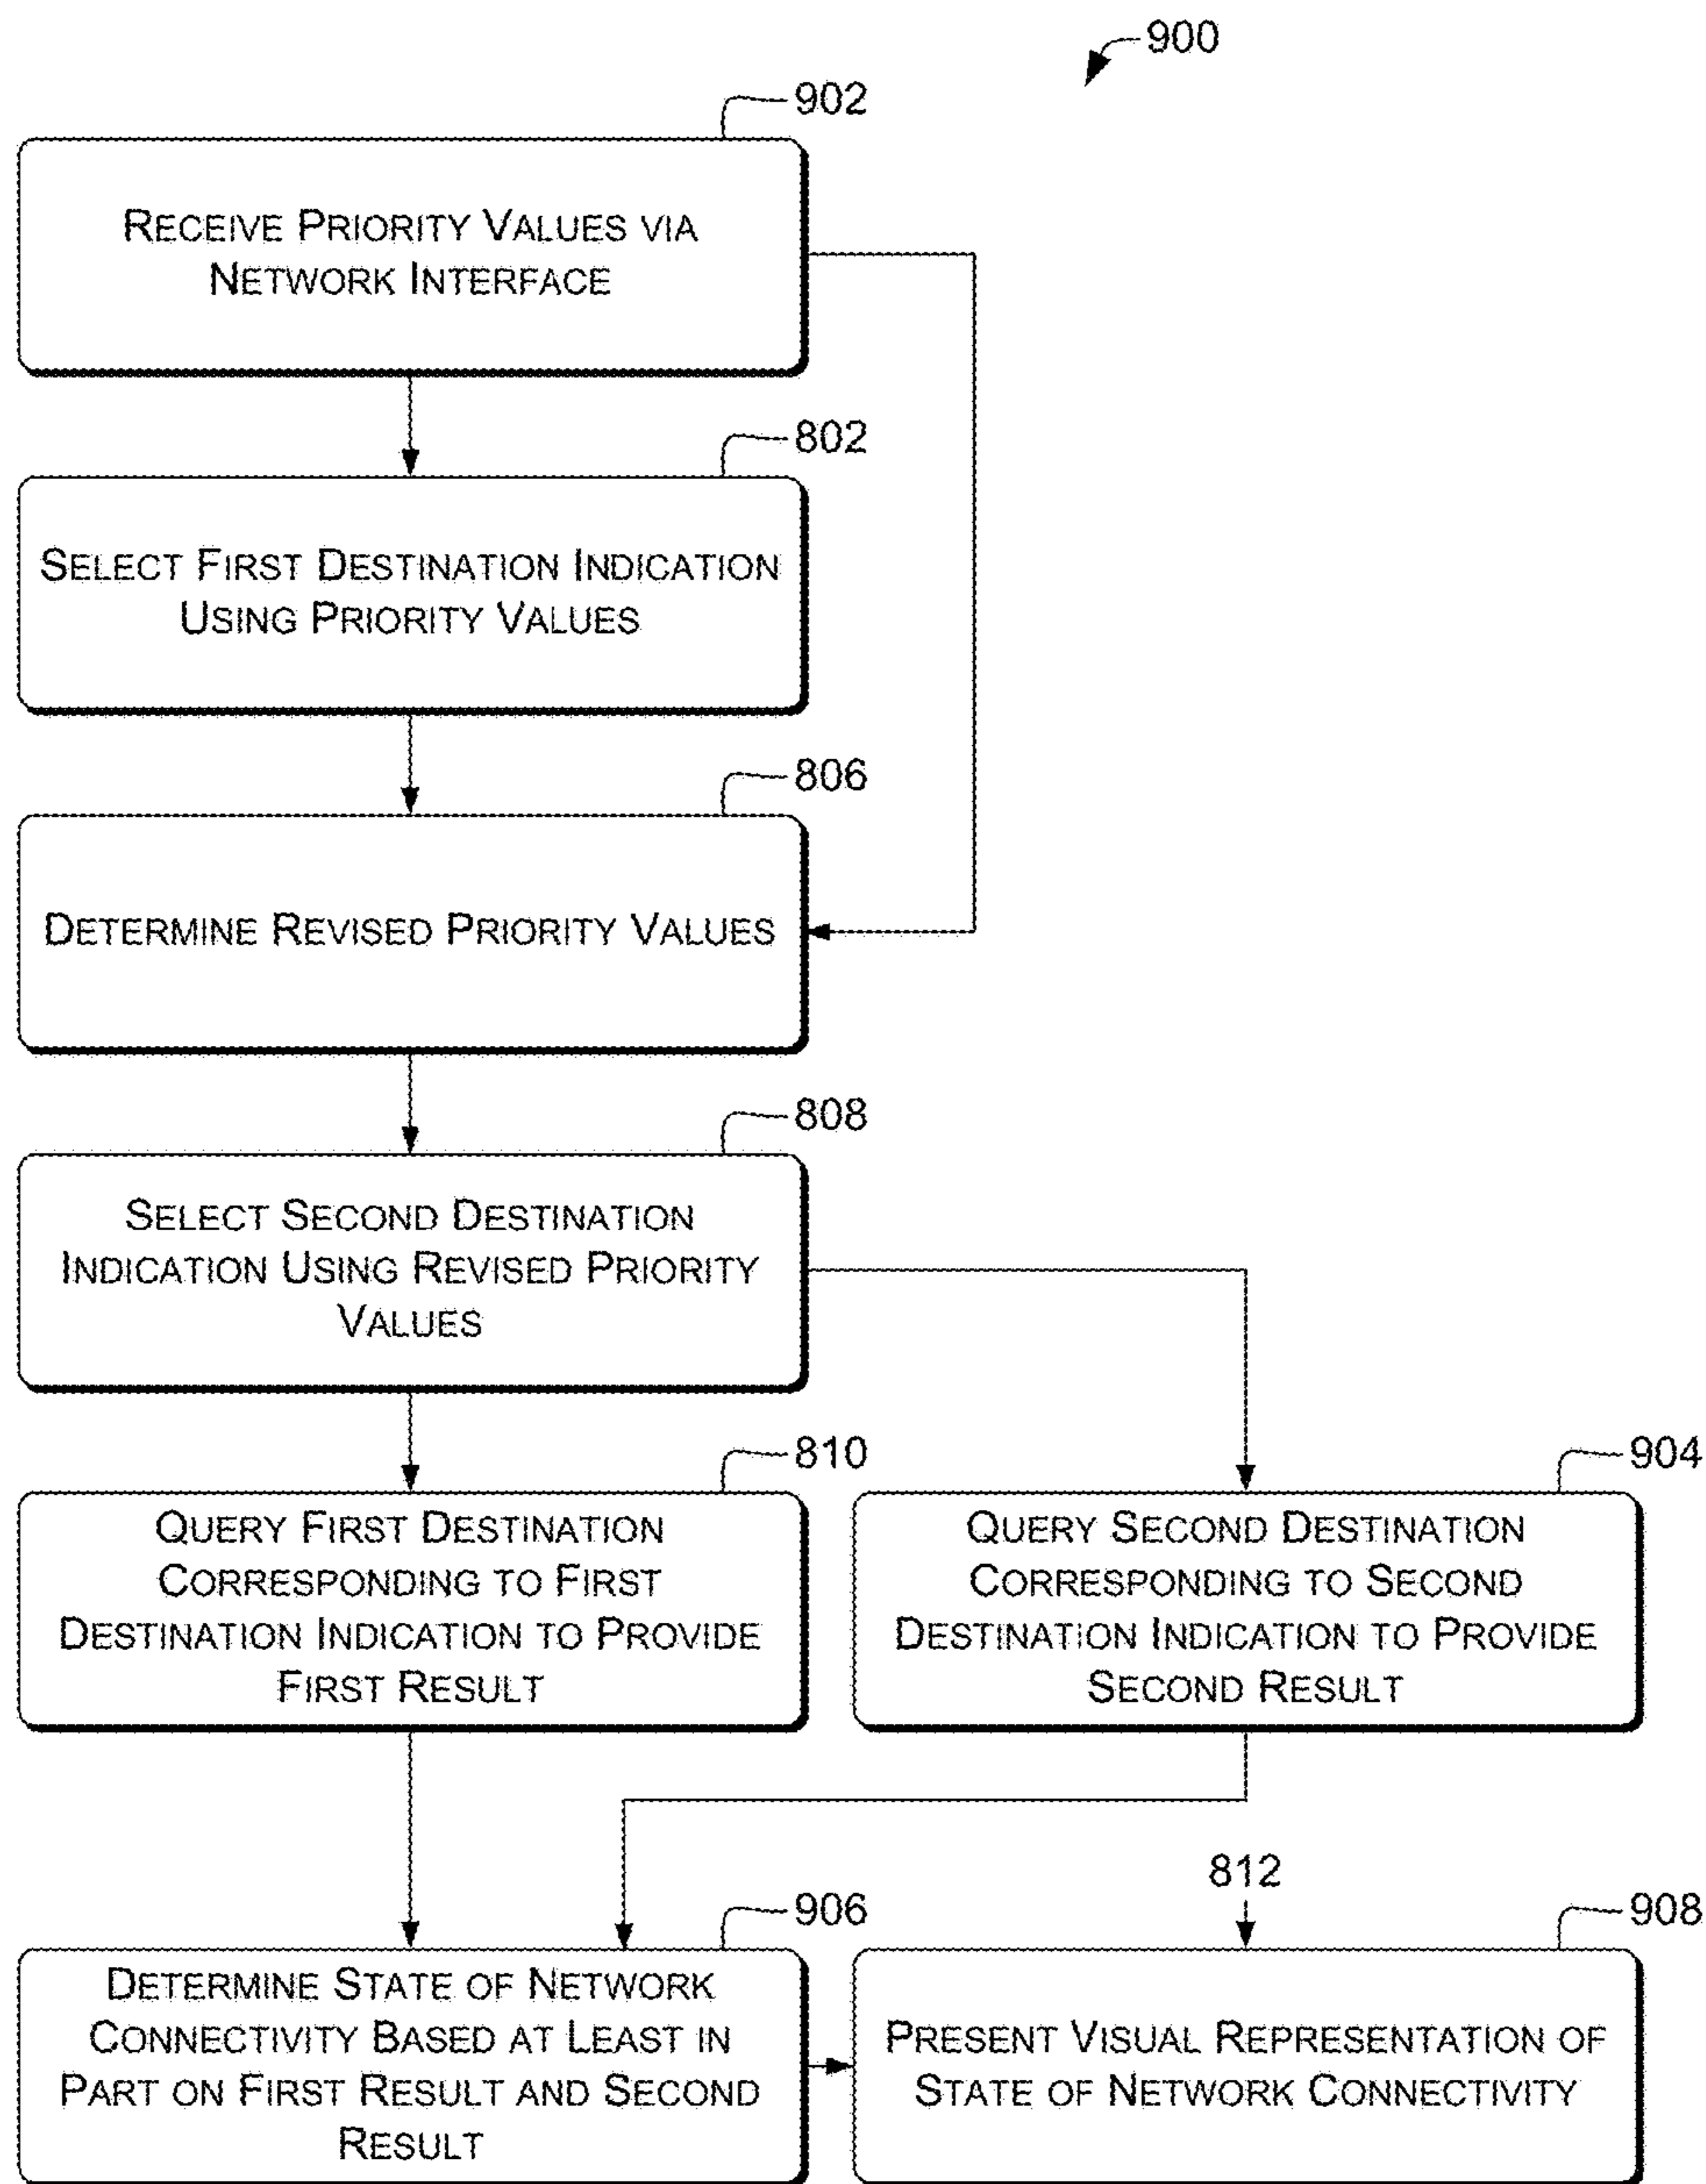 900
902
RECEIVE PRIORITY VALUES VIA
NETWORK INTERFACE
802
SELECT FIRST DESTINATION INDICATION
USING PRIORITY VALUES
806
DETERMINE REVISED PRIORITY VALUES
808
SELECT SECOND DESTINATION
INDICATION USING REVISED PRIORITY
VALUES
810
QUERY FIRST DESTINATION
CORRESPONDING TO FIRST
DESTINATION INDICATION TO PROVIDE
FIRST RESULT
904
QUERY SECOND DESTINATION
CORRESPONDING TO SECOND
DESTINATION INDICATION TO PROVIDE
SECOND RESULT
906
DETERMINE STATE OF NETWORK
CONNECTIVITY BASED AT LEAST IN
PART ON FIRST RESULT AND SECOND
RESULT
812
908
PRESENT VISUAL REPRESENTATION OF
STATE OF NETWORK CONNECTIVITY